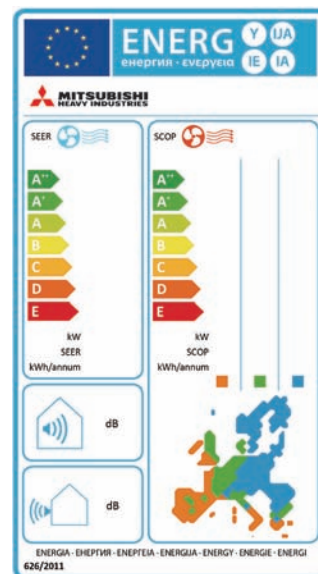 ENERG Y IJA
енергия · ενεργεια IE IA
MITSUBISHI
HEAVY INDUSTRIES
SEER SCOP
A++ A++
A+ A+
A A
B B
C C
D D
E E
kW kW
SEER SCOP
kWh/annum kWh/annum
dB
dB
ENERGIA · ЕНЕРГИЯ · ΕΝΕΡΓΕΙΑ · ENERGIJA · ENERGY · ENERGIE · ENERGI
626/2011